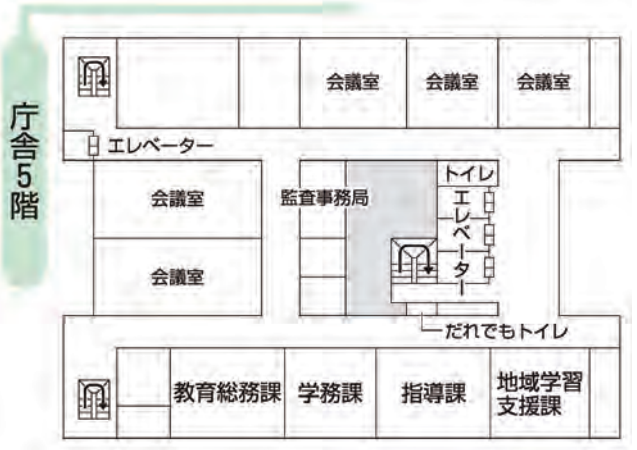 庁舎5階
会議室
会議室
会議室
エレベーター
会議室
監査事務局
トイレ
エレベーター
会議室
だれでもトイレ
教育総務課
学務課
指導課
地域学習
支援課